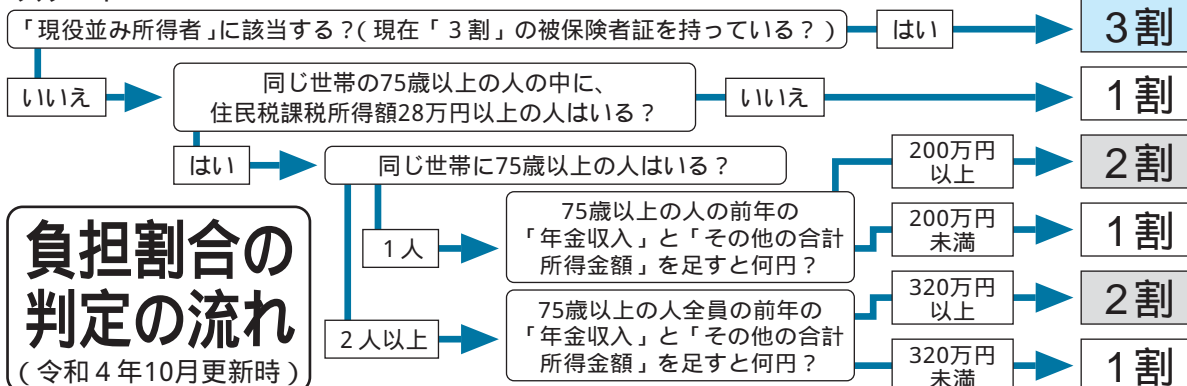 「現役並み所得者」に該当する？(現在「３割」の被保険者証を持っている？)
はい
３割
いいえ
同じ世帯の75歳以上の人の中に、
住民税課税所得額28万円以上の人はいる？
いいえ
１割
はい
同じ世帯に75歳以上の人はいる？
200万円
以上
２割
１人
75歳以上の人の前年の
「年金収入」と「その他の合計
所得金額」を足すと何円？
200万円
未満
１割
２人以上
75歳以上の人全員の前年の
「年金収入」と「その他の合計
所得金額」を足すと何円？
320万円
以上
２割
320万円
未満
１割
負担割合の
判定の流れ
(令和４年10月更新時)